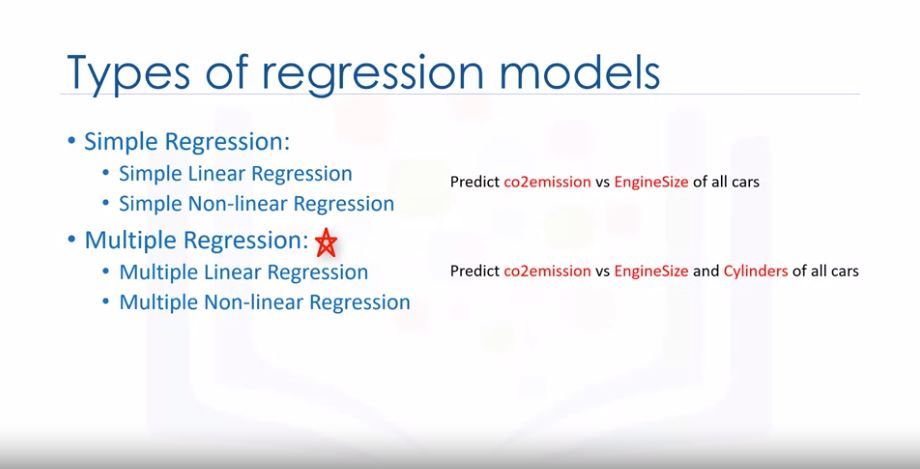 Types of regression models
• Simple Regression:
• Simple Linear Regression
• Simple Non-linear Regression
Predict co2emission vs EngineSize of all cars
• Multiple Regression:
• Multiple Linear Regression
• Multiple Non-linear Regression
Predict co2emission vs EngineSize and Cylinders of all cars